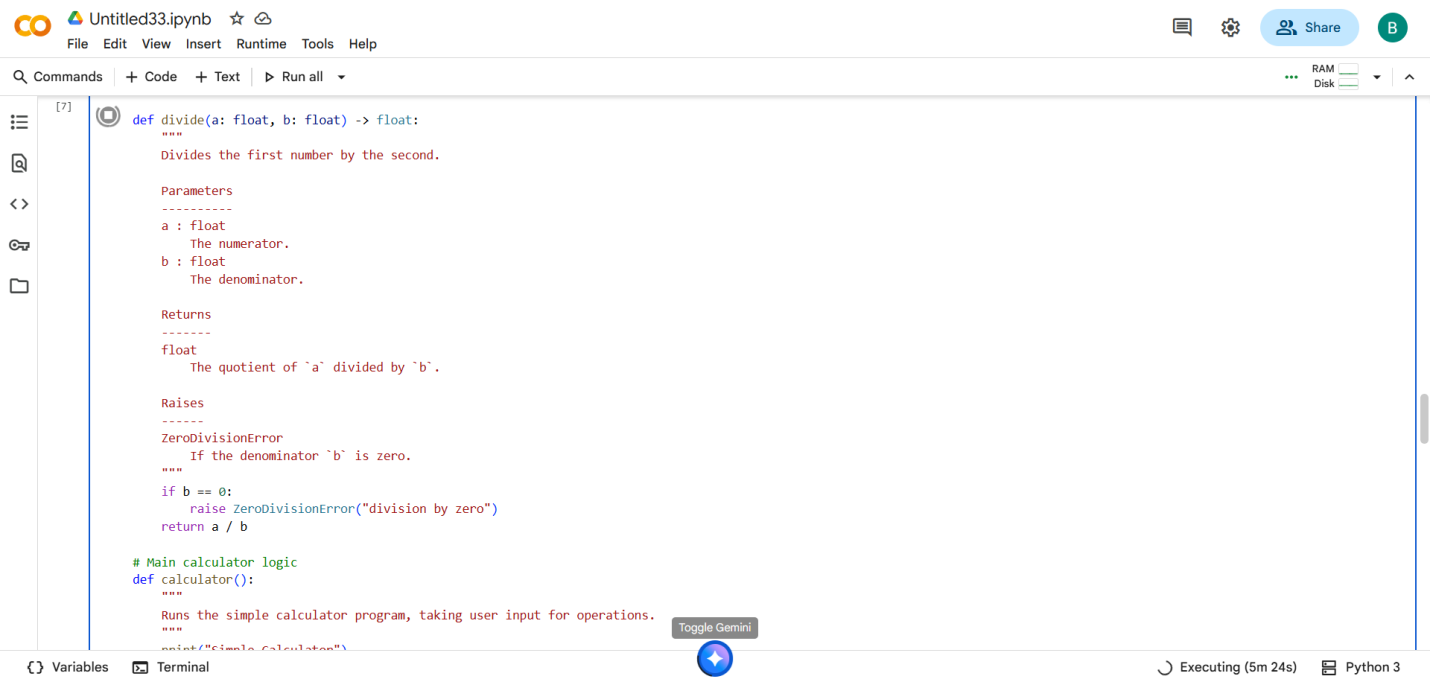 Untitled33.ipynb
File Edit View Insert Runtime Tools Help
Share
B
Commands + Code + Text Run all
RAM
Disk
[7]
def divide(a: float, b: float) -> float:
"""
Divides the first number by the second.
Parameters
----------
a : float
The numerator.
b : float
The denominator.
Returns
-------
float
The quotient of `a` divided by `b`.
Raises
------
ZeroDivisionError
If the denominator `b` is zero.
"""
if b == 0:
raise ZeroDivisionError("division by zero")
return a / b
# Main calculator logic
def calculator():
"""
Runs the simple calculator program, taking user input for operations.
"""
print("Simple Calculator")
Toggle Gemini
{} Variables Terminal
Executing (5m 24s) Python 3